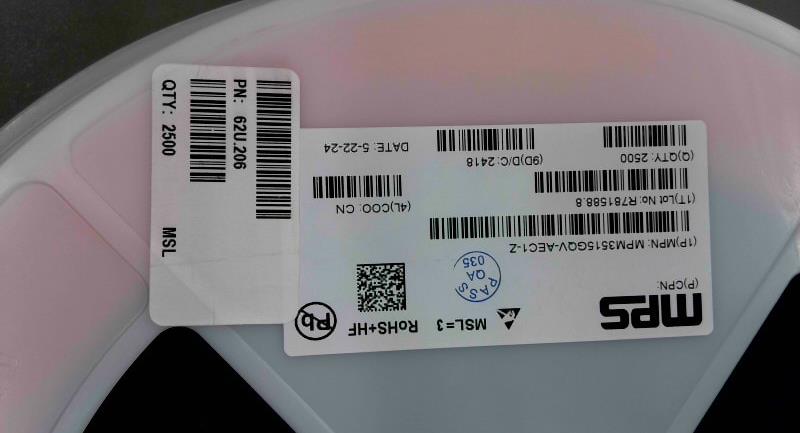 PN: 62U.206
QTY: 2500
MSL
mps
(P)CPN:
(1P)MPN: MPM3515GQV-AEC1-Z
(1T)Lot No:R781588.8
(4L)COO: CN
(Q)QTY: 2500
(9D)D/C:2418
DATE: 5-22-24
MSL=3
RoHS+HF
Pb
PASS
QA
035